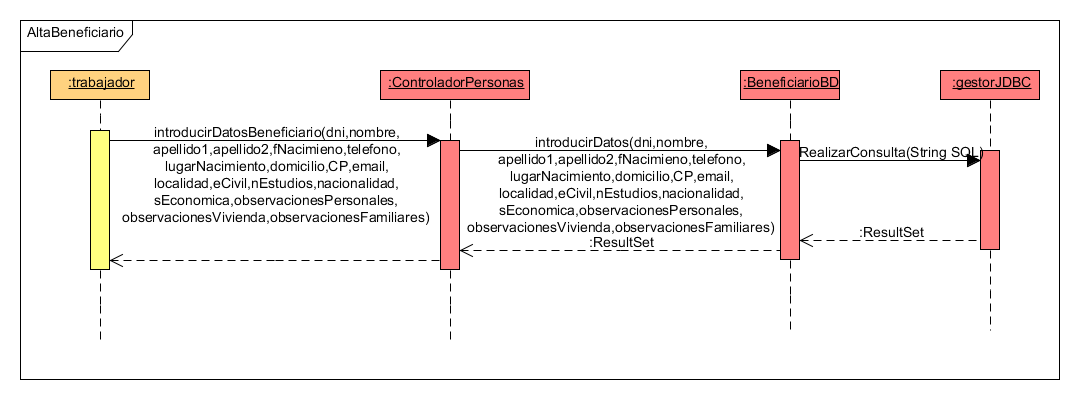 AltaBeneficiario
:trabajador
:ControladorPersonas
:BeneficiarioBD
:gestorJDBC
introducirDatosBeneficiario(dni,nombre,
apellido1,apellido2,fNacimieno,telefono,
lugarNacimiento,domicilio,CP,email,
localidad,eCivil,nEstudios,nacionalidad,
sEconomica,observacionesPersonales,
observacionesVivienda,observacionesFamiliares)
introducirDatos(dni,nombre,
apellido1,apellido2,fNacimieno,telefono,
lugarNacimiento,domicilio,CP,email,
localidad,eCivil,nEstudios,nacionalidad,
sEconomica,observacionesPersonales,
observacionesVivienda,observacionesFamiliares)
:ResultSet
RealizarConsulta(String SQL)
:ResultSet